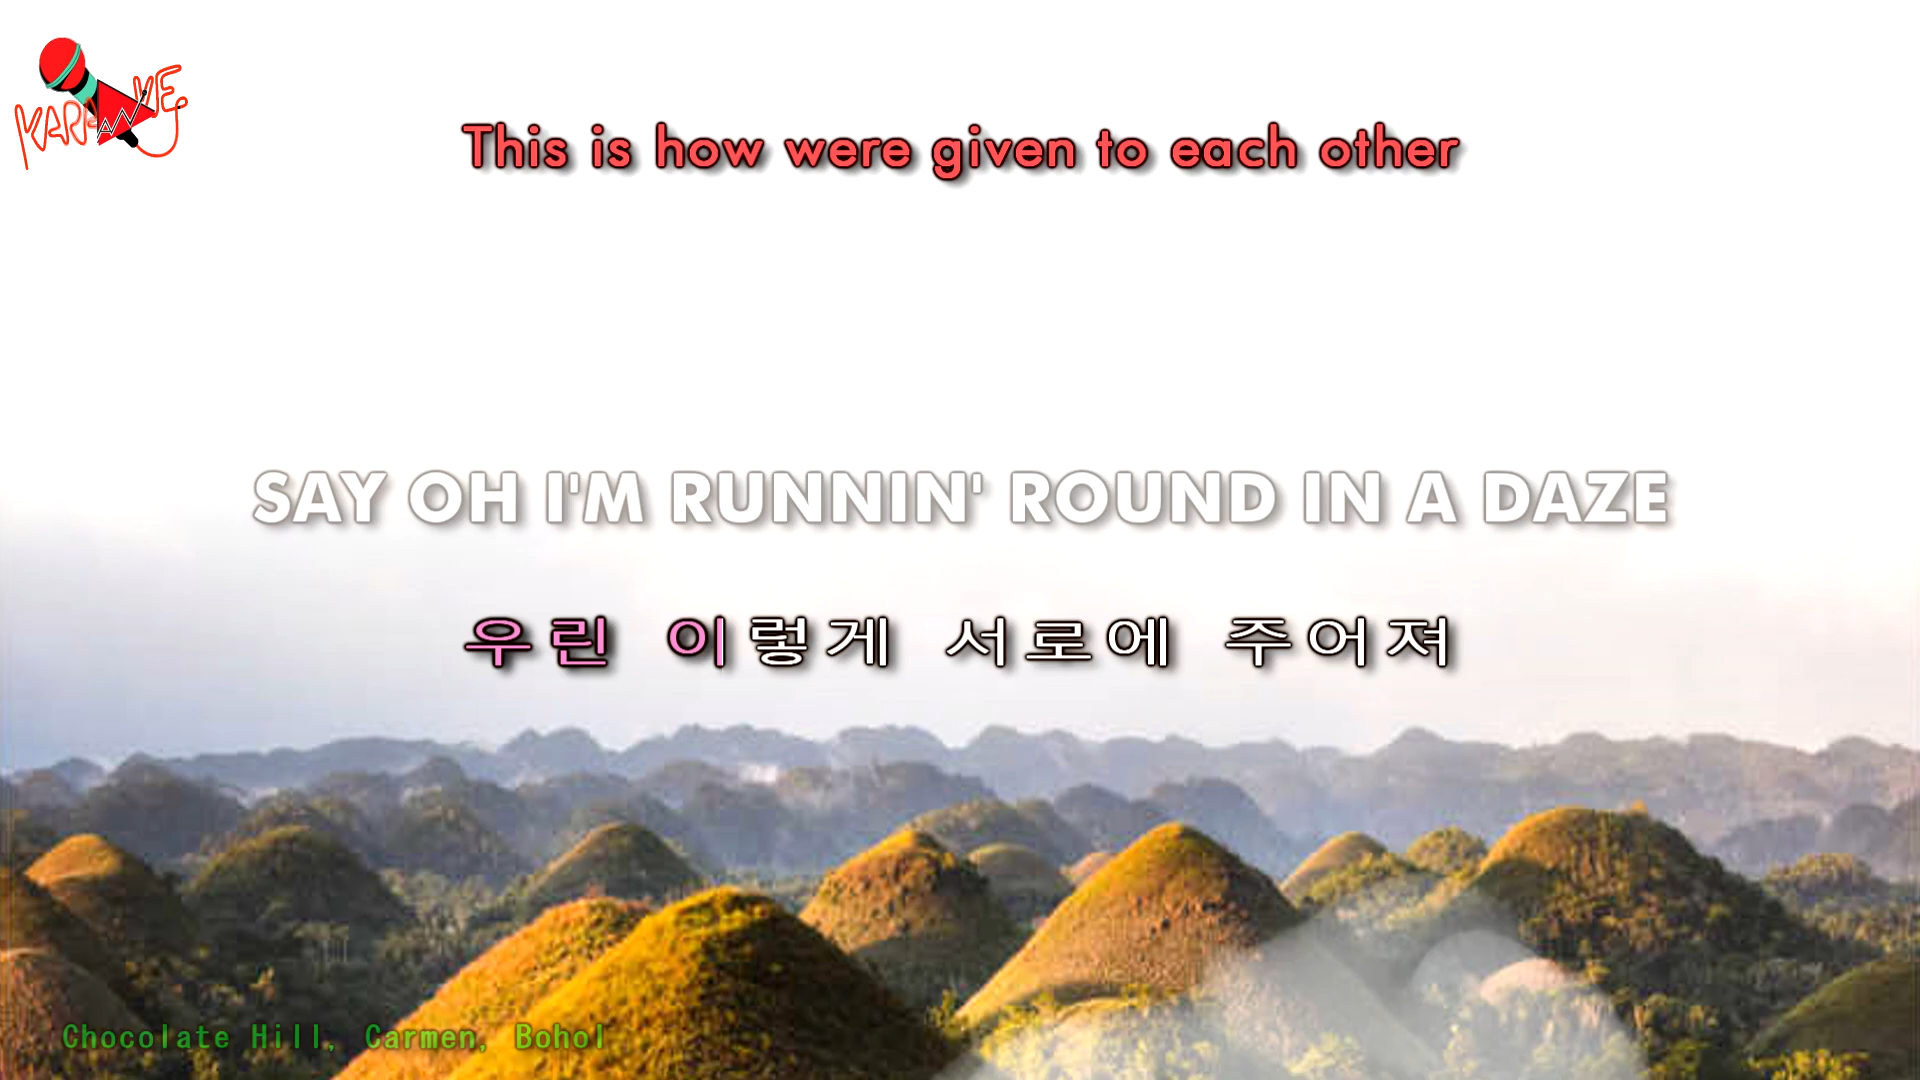 KARAOKE
This is how were given to each other
SAY OH I'M RUNNIN' ROUND IN A DAZE
우린 이렇게 서로에 주어져
Chocolate Hill, Carmen, Bohol